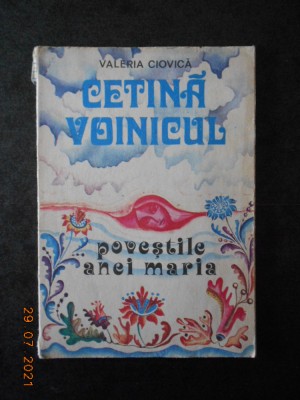 VALERIA CIOVICĂ
CETINĂ
VOINICUL
poveștile
anei maria
29.07.2021